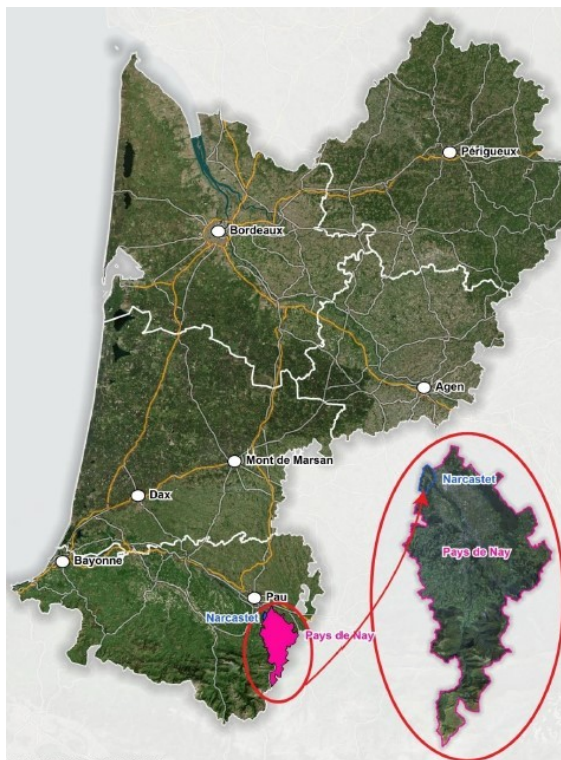 Périgueux
Bordeaux
Agen
Mont de Marsan
Narcastet
Dax
Pays de Nay
Bayonne
Pau
Narcastet
Pays de Nay